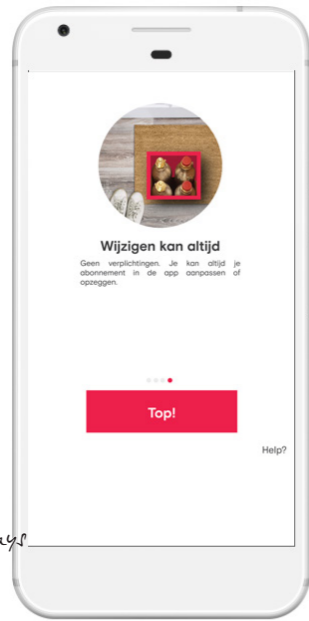 Wijzigen kan altijd
Geen verplichtingen. Je kan altijd je
abonnement in de app aanpassen of
opzeggen.
Top!
Help?